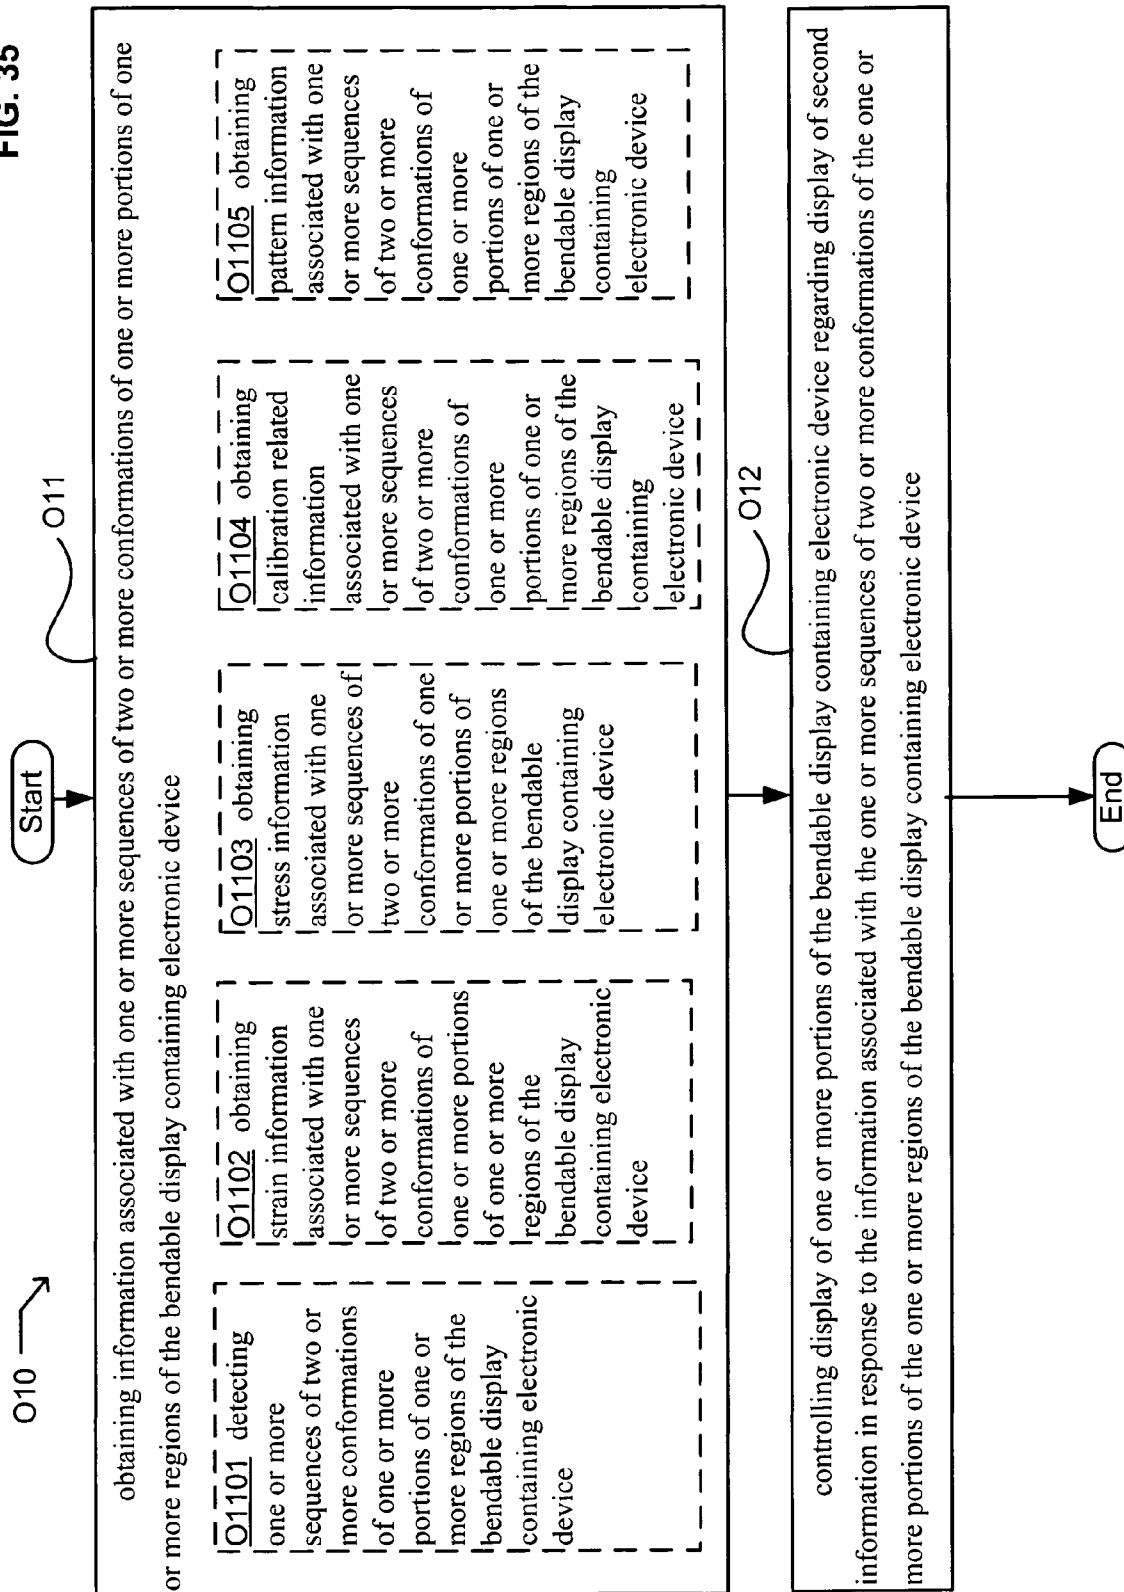 FIG. 35
O10
Start
O11
obtaining information associated with one or more sequences of two or more conformations of one or more portions of one
or more regions of the bendable display containing electronic device
O1101 detecting
one or more
sequences of two or
more conformations
of one or more
portions of one or
more regions of the
bendable display
containing electronic
device
O1102 obtaining
strain information
associated with one
or more sequences
of two or more
conformations of
one or more portions
of one or more
regions of the
bendable display
containing electronic
device
O1103 obtaining
stress information
associated with one
or more sequences of
two or more
conformations of one
or more portions of
one or more regions
of the bendable
display containing
electronic device
O1104 obtaining
calibration related
information
associated with one
or more sequences
of two or more
conformations of
one or more
portions of one or
more regions of the
bendable display
containing
electronic device
O1105 obtaining
pattern information
associated with one
or more sequences
of two or more
conformations of
one or more
portions of one or
more regions of the
bendable display
containing
electronic device
O12
controlling display of one or more portions of the bendable display containing electronic device regarding display of second
information in response to the information associated with the one or more sequences of two or more conformations of the one or
more portions of the one or more regions of the bendable display containing electronic device
End